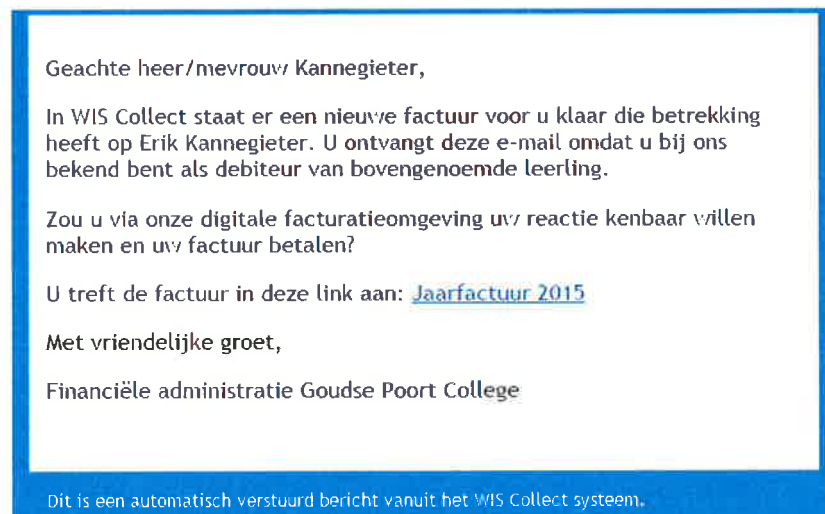 Geachte heer/mevrouw Kannegieter,
In WIS Collect staat er een nieuwe factuur voor u klaar die betrekking
heeft op Erik Kannegieter. U ontvangt deze e-mail omdat u bij ons
bekend bent als debiteur van bovengenoemde leerling.
Zou u via onze digitale facturatieomgeving uw reactie kenbaar willen
maken en uw factuur betalen?
U treft de factuur in deze link aan: Jaarfactuur 2015
Met vriendelijke groet,
Financiële administratie Goudse Poort College
Dit is een automatisch verstuurd bericht vanuit het WIS Collect systeem.